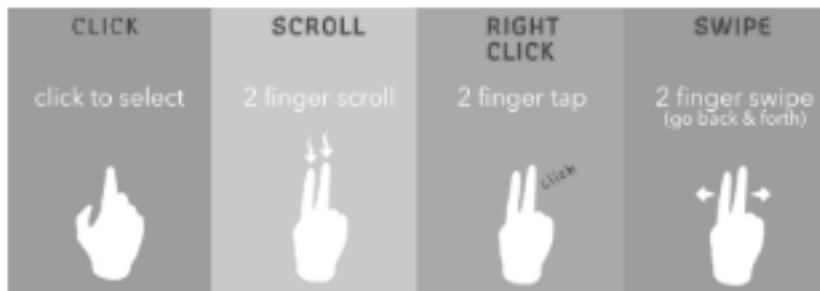 CLICK
click to select
SCROLL
2 finger scroll
RIGHT
CLICK
2 finger tap
click
SWIPE
2 finger swipe
(go back & forth)